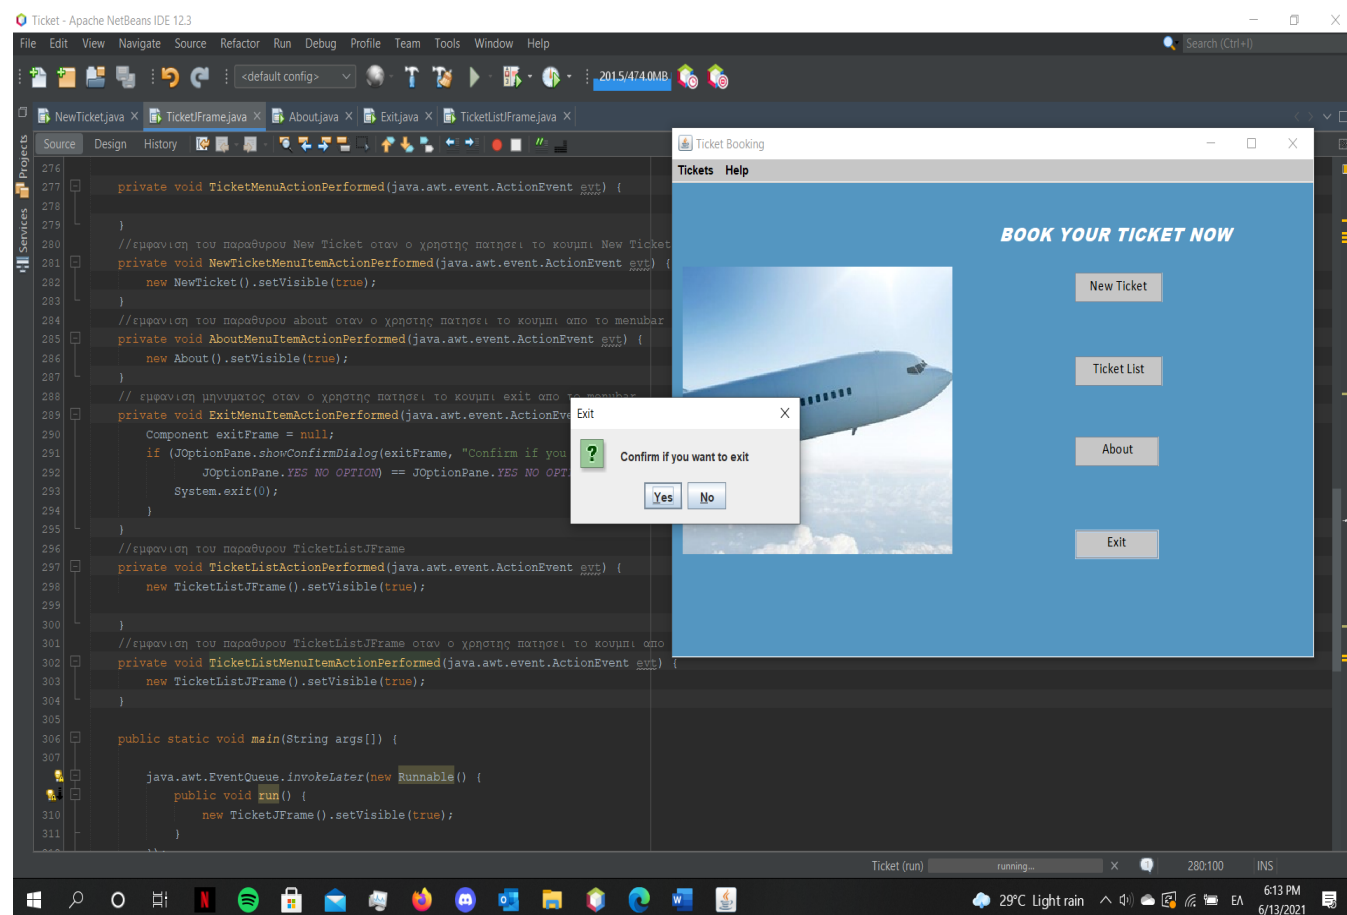 Ticket - Apache NetBeans IDE 12.3
File Edit View Navigate Source Refactor Run Debug Profile Team Tools Window Help
Search (Ctrl+I)
<default config>
201.5/474.0MB
NewTicket.java
TicketJFrame.java
About.java
Exit.java
TicketListJFrame.java
Source Design History
Projects
Services
276
277 private void TicketMenuActionPerformed(java.awt.event.ActionEvent evt) {
278
279 }
280 //εμφανιση του παραθυρου New Ticket οταν ο χρηστης πατησει το κουμπι New Ticket
281 private void NewTicketMenuItemActionPerformed(java.awt.event.ActionEvent evt) {
282 new NewTicket().setVisible(true);
283 }
284 //εμφανιση του παραθυρου about οταν ο χρηστης πατησει το κουμπι απο το menubar
285 private void AboutMenuItemActionPerformed(java.awt.event.ActionEvent evt) {
286 new About().setVisible(true);
287 }
288 // εμφανιση μηνυματος οταν ο χρηστης πατησει το κουμπι exit απο το menubar
289 private void ExitMenuItemActionPerformed(java.awt.event.ActionEve
290 Component exitFrame = null;
291 if (JOptionPane.showConfirmDialog(exitFrame, "Confirm if you
292 JOptionPane.YES_NO_OPTION) == JOptionPane.YES_NO_OPT
293 System.exit(0);
294 }
295 }
296 //εμφανιση του παραθυρου TicketListJFrame
297 private void TicketListActionPerformed(java.awt.event.ActionEvent evt) {
298 new TicketListJFrame().setVisible(true);
299
300 }
301 //εμφανιση του παραθυρου TicketListJFrame οταν ο χρηστης πατησει το κουμπι απο
302 private void TicketListMenuItemActionPerformed(java.awt.event.ActionEvent evt) {
303 new TicketListJFrame().setVisible(true);
304 }
305
306 public static void main(String args[]) {
307
java.awt.EventQueue.invokeLater(new Runnable() {
public void run() {
310 new TicketJFrame().setVisible(true);
311 }
Ticket Booking
Tickets Help
BOOK YOUR TICKET NOW
New Ticket
Ticket List
About
Exit
Exit
Confirm if you want to exit
Yes No
Ticket (run) running... 1 280:100 INS
29°C Light rain ΕΛ 6:13 PM
6/13/2021